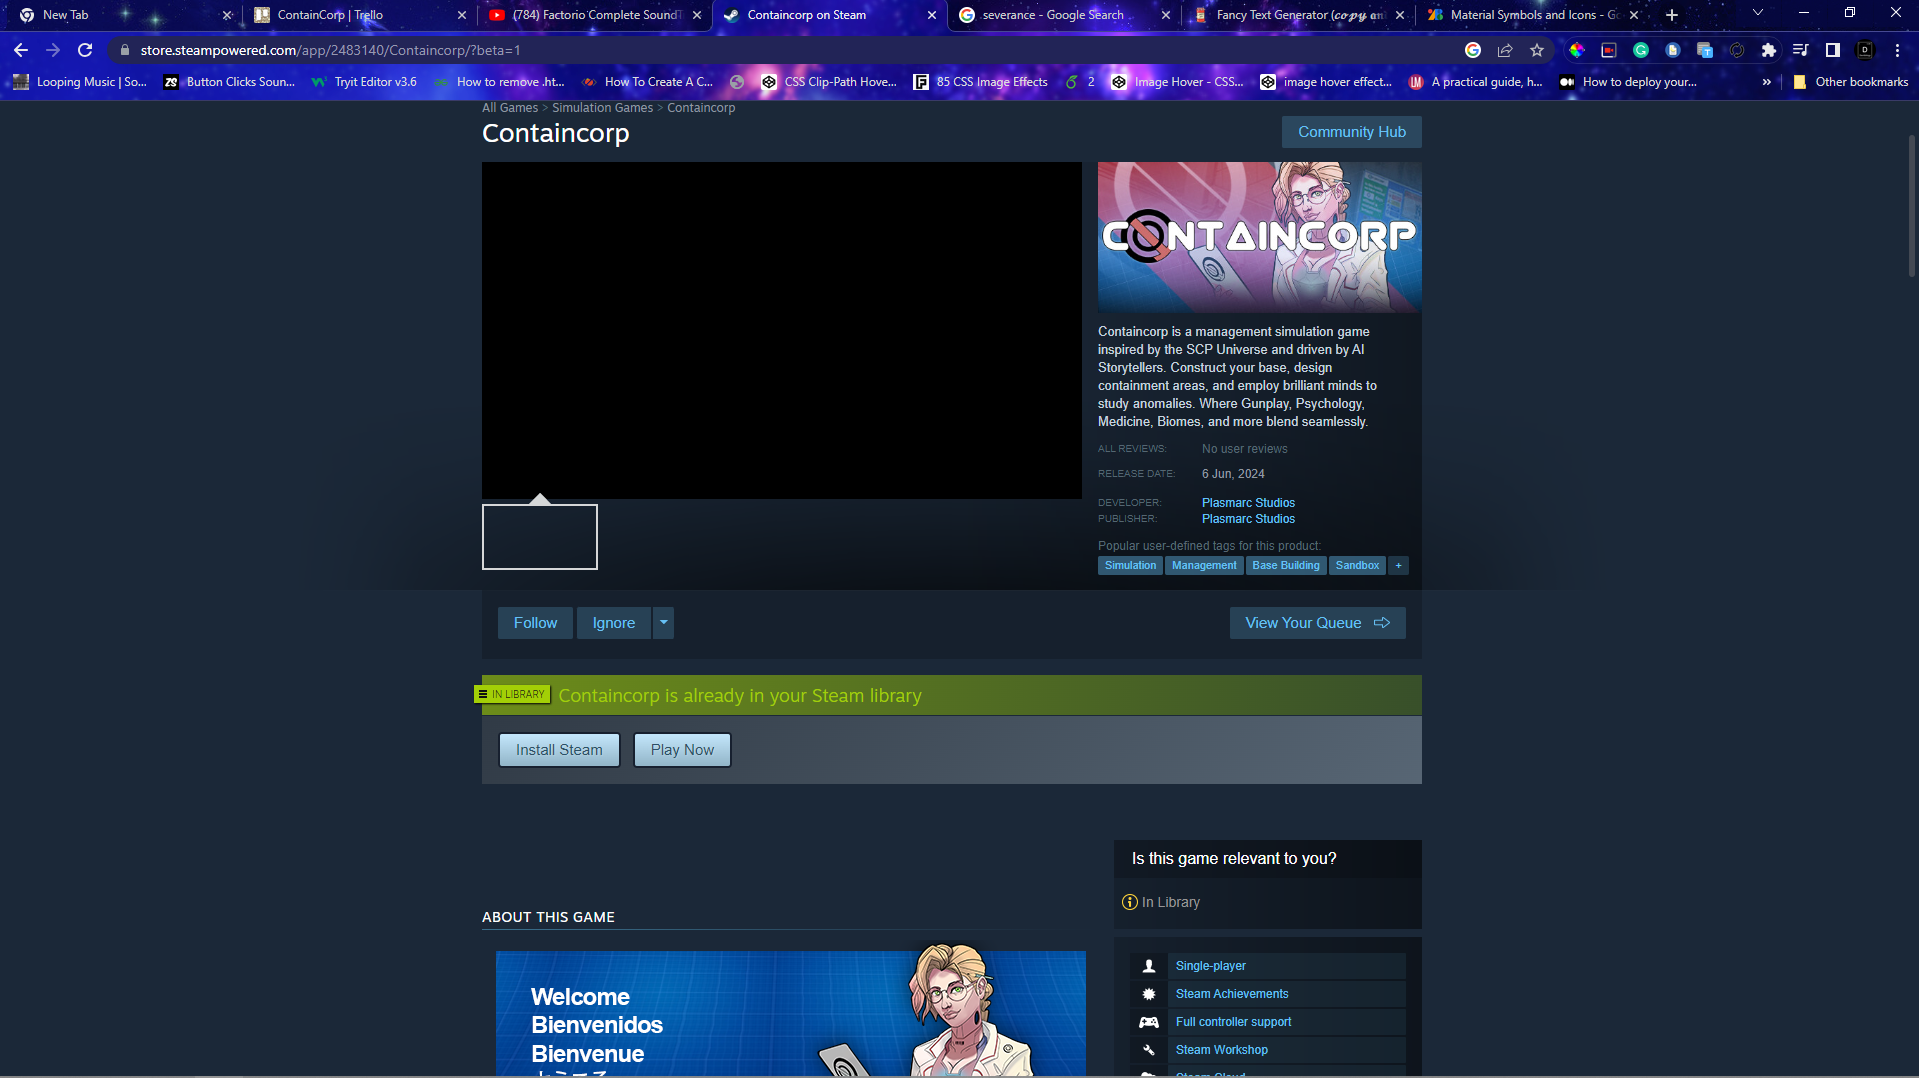 New Tab
ContainCorp | Trello
(784) Factorio Complete Sound
Containcorp on Steam
severance - Google Search
Fancy Text Generator (𝓬𝓸𝓹𝔂 𝓪𝓷
Material Symbols and Icons - Go
store.steampowered.com/app/2483140/Containcorp/?beta=1
Looping Music | So...
Button Clicks Soun...
Tryit Editor v3.6
How to remove .ht...
How To Create A C...
CSS Clip-Path Hove...
85 CSS Image Effects
2
Image Hover - CSS...
image hover effect...
A practical guide, h...
How to deploy your...
»
Other bookmarks
All Games > Simulation Games > Containcorp
Containcorp
Community Hub
CONTAINCORP
Containcorp is a management simulation game
inspired by the SCP Universe and driven by AI
Storytellers. Construct your base, design
containment areas, and employ brilliant minds to
study anomalies. Where Gunplay, Psychology,
Medicine, Biomes, and more blend seamlessly.
ALL REVIEWS: No user reviews
RELEASE DATE: 6 Jun, 2024
DEVELOPER: Plasmarc Studios
PUBLISHER: Plasmarc Studios
Popular user-defined tags for this product:
Simulation Management Base Building Sandbox +
Follow
Ignore
View Your Queue
IN LIBRARY
Containcorp is already in your Steam library
Install Steam
Play Now
Is this game relevant to you?
In Library
ABOUT THIS GAME
Welcome
Bienvenidos
Bienvenue
Single-player
Steam Achievements
Full controller support
Steam Workshop
Steam Cloud